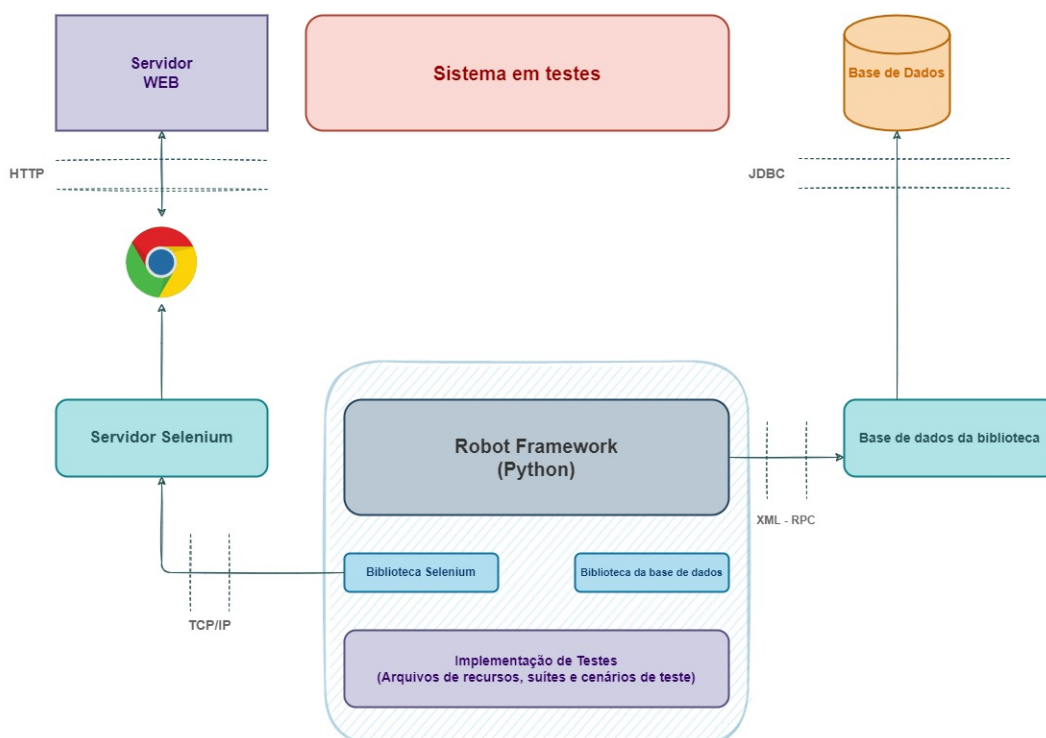 Servidor
WEB
Sistema em testes
Base de Dados
HTTP
JDBC
Servidor Selenium
Robot Framework
(Python)
Base de dados da biblioteca
XML - RPC
Biblioteca Selenium
Biblioteca da base de dados
TCP/IP
Implementação de Testes
(Arquivos de recursos, suítes e cenários de teste)